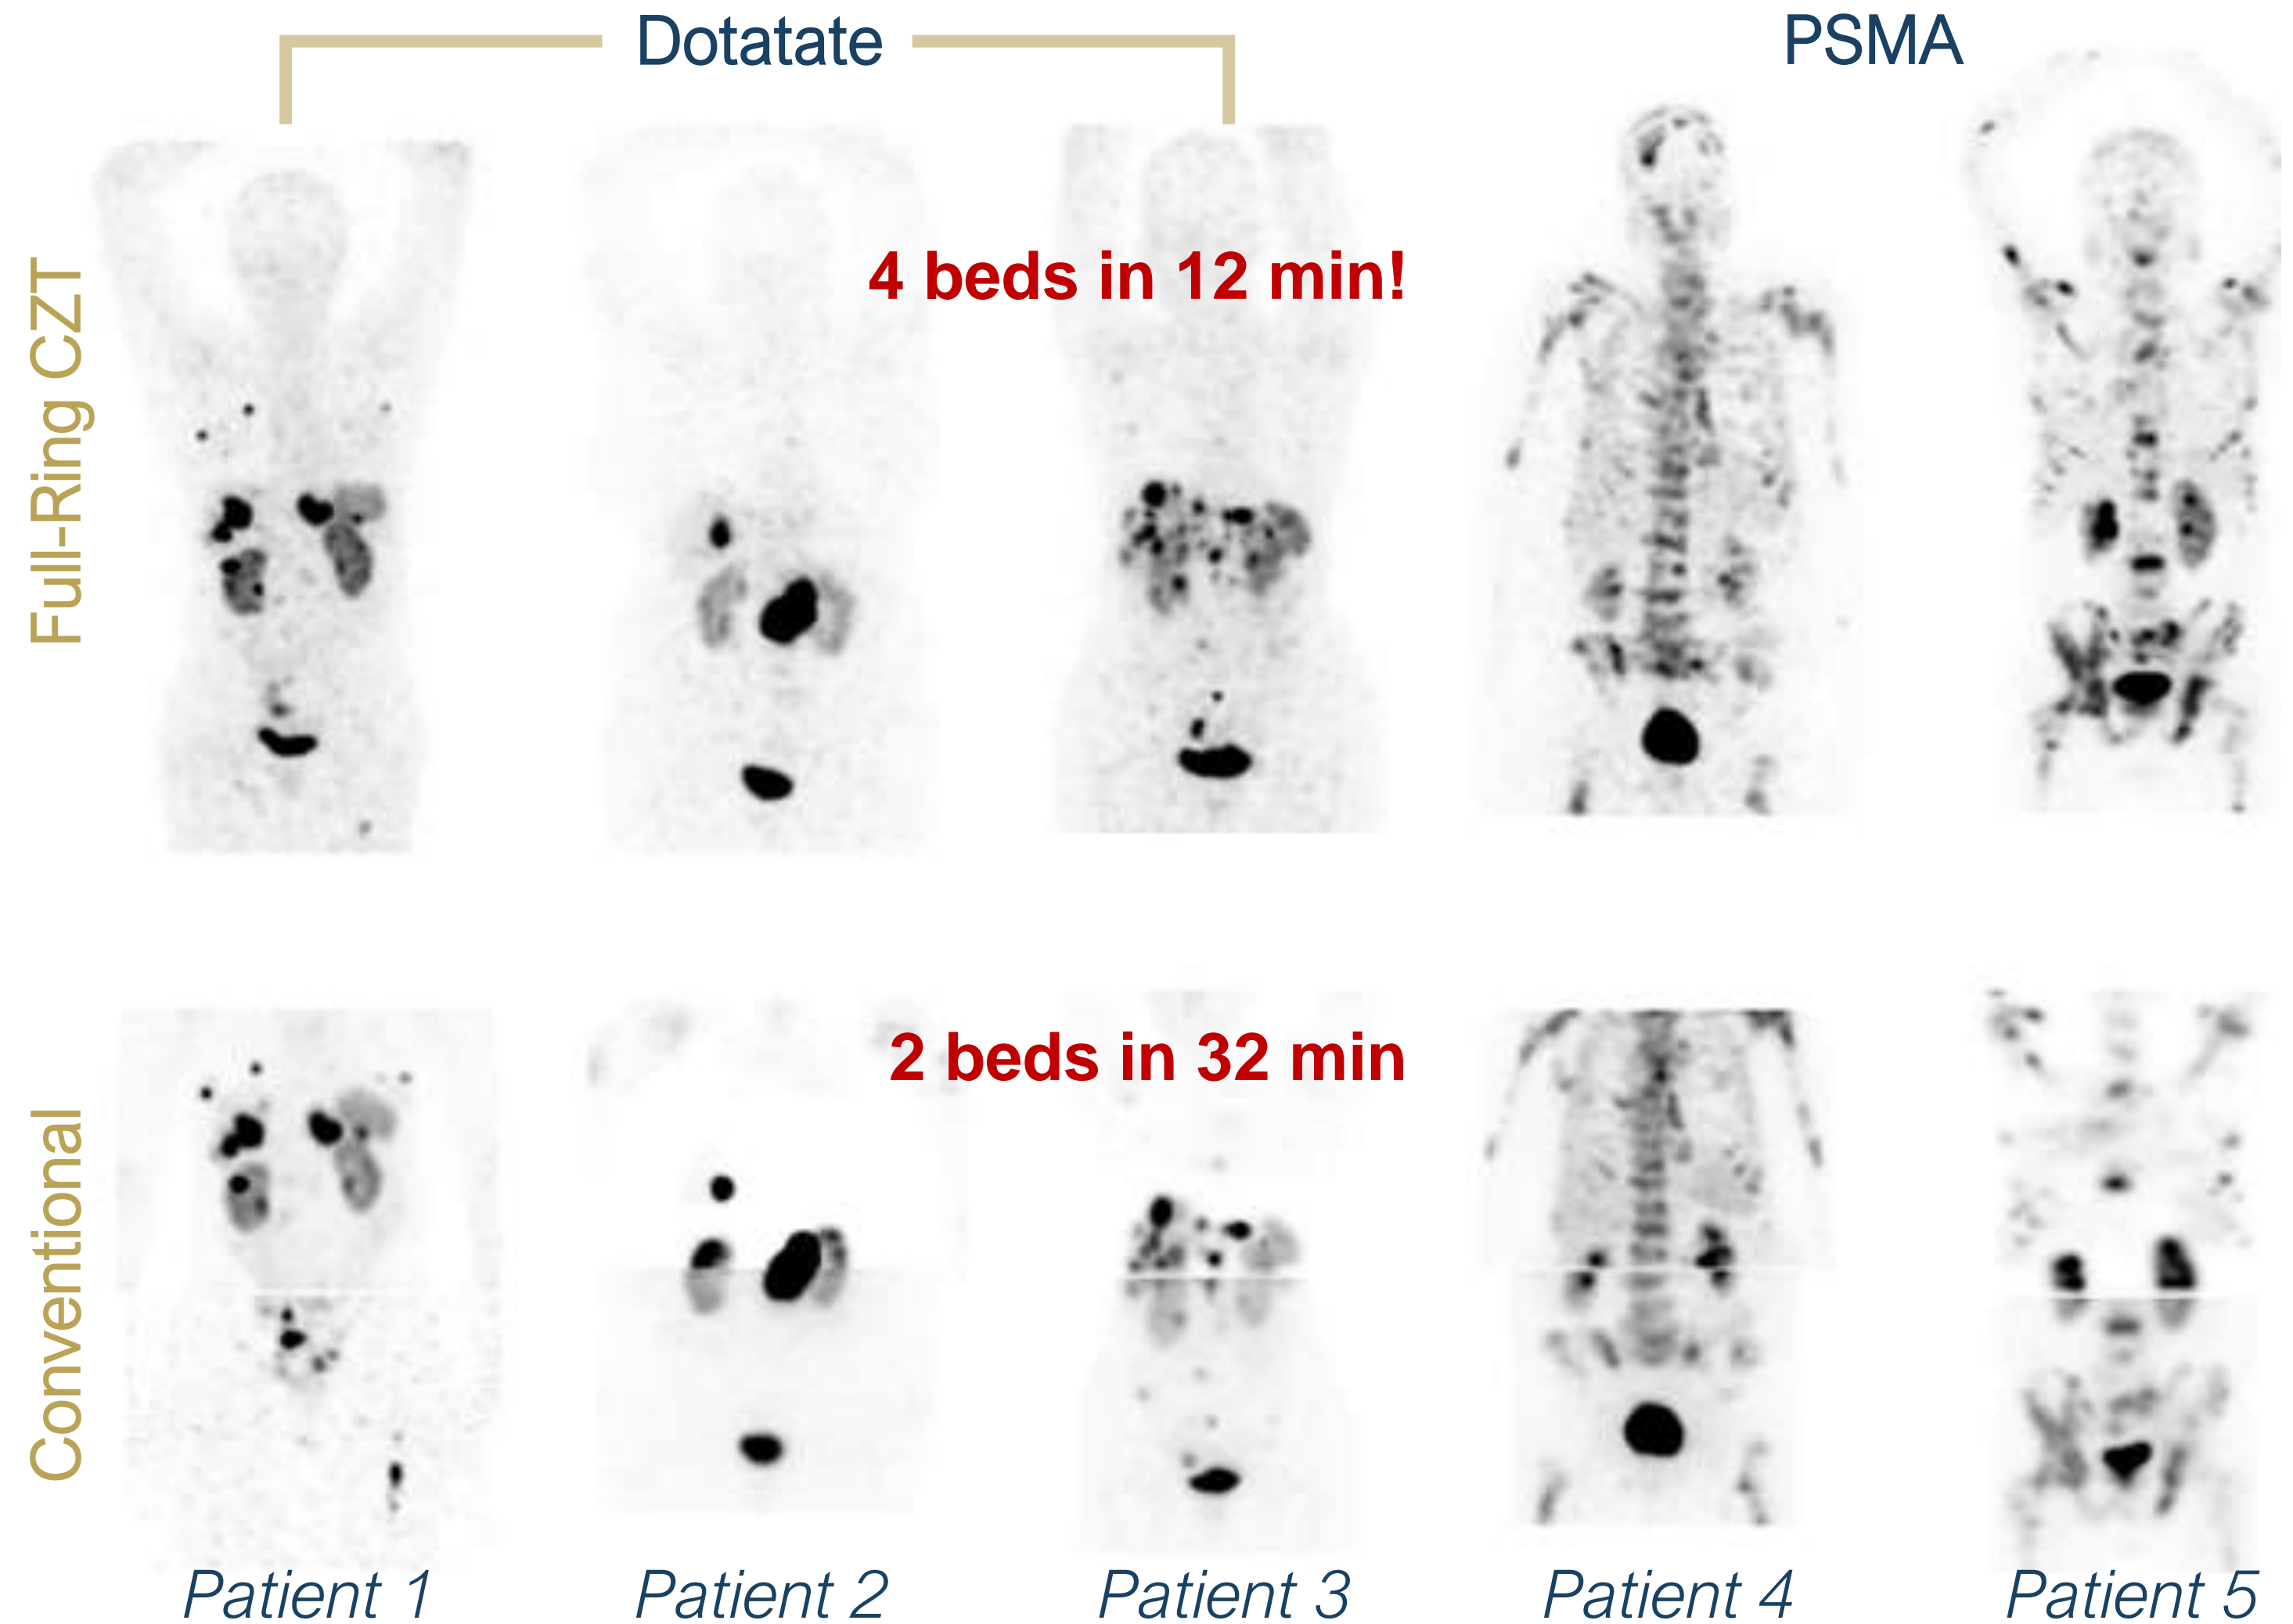 Dotatate
PSMA
Full-Ring CZT
4 beds in 12 min!
Conventional
2 beds in 32 min
Patient 1
Patient 2
Patient 3
Patient 4
Patient 5